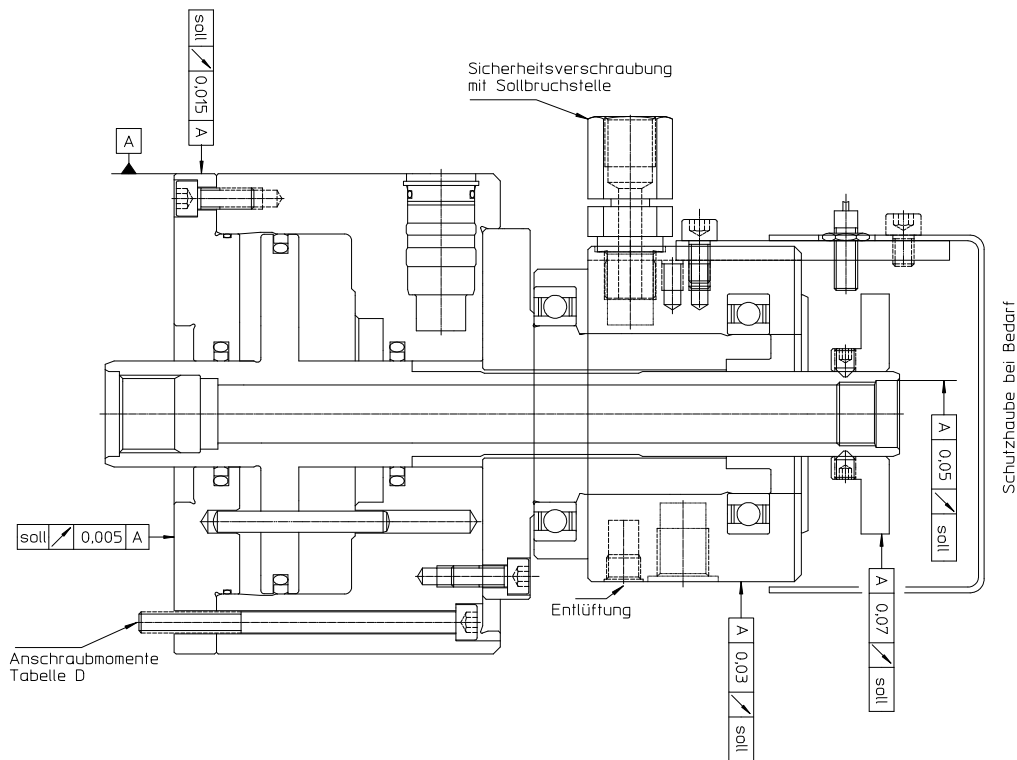 soll 0,015 A
A
Sicherheitsverschraubung
mit Sollbruchstelle
Schutzhaube bei Bedarf
A 0,05 soll
soll 0,005 A
A 0,07 soll
Entlüftung
A 0,03 soll
Anschraubmomente
Tabelle D